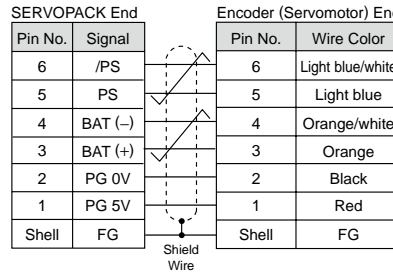 SERVOPACK End
Encoder (Servomotor) En
Pin No. Signal
Pin No. Wire Color
6 /PS
6 Light blue/white
5 PS
5 Light blue
4 BAT (−)
4 Orange/white
3 BAT (+)
3 Orange
2 PG 0V
2 Black
1 PG 5V
1 Red
Shell FG
Shell FG
Shield
Wire